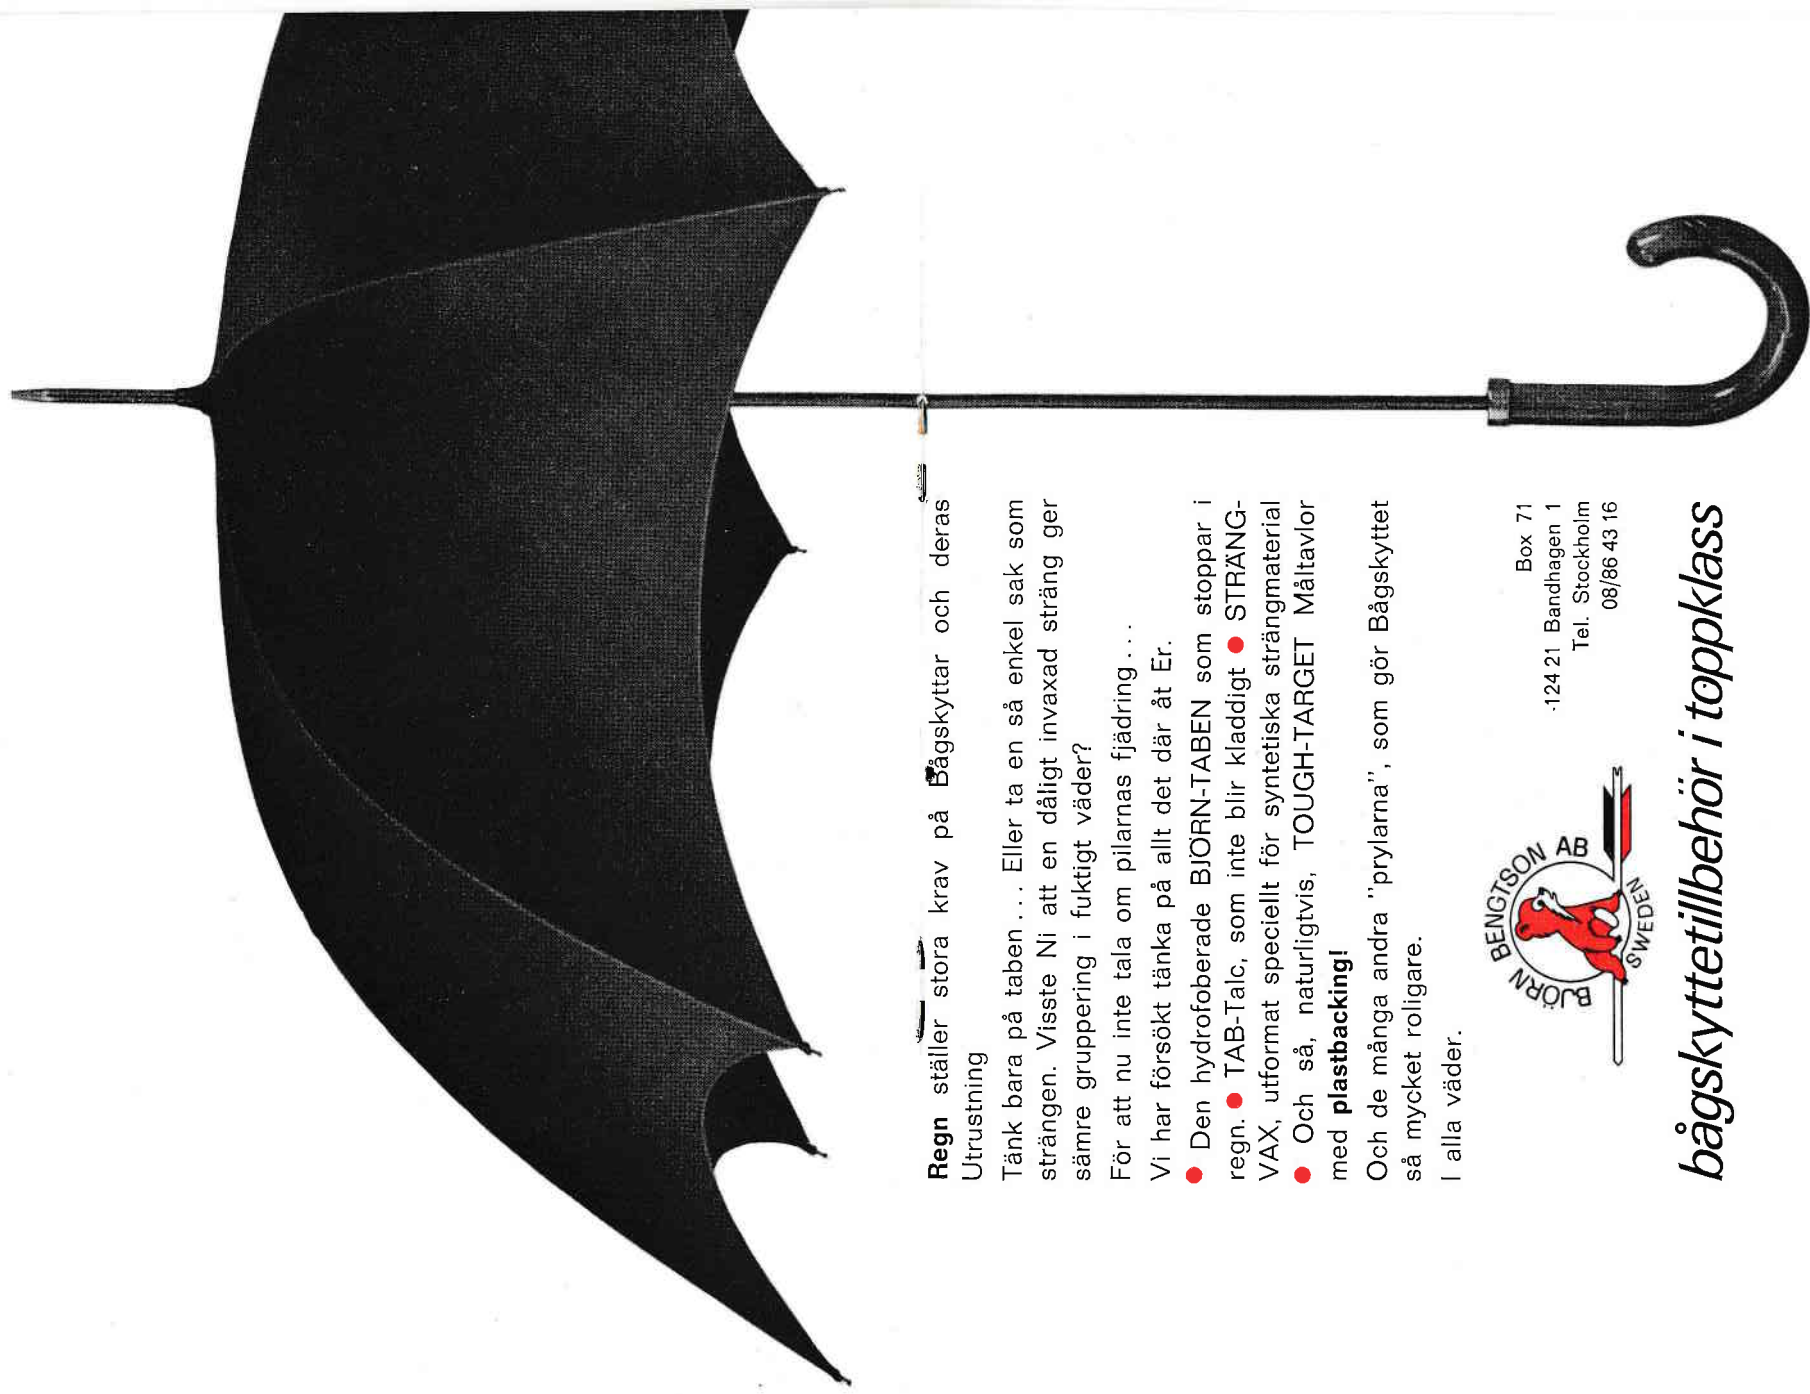 Regn ställer stora krav på Bågskyttar och deras
Utrustning
Tänk bara på taben... Eller ta en så enkel sak som
strängen. Visste Ni att en dåligt invaxad sträng ger
sämre gruppering i fuktigt väder?
För att nu inte tala om pilarnas fjädring...
Vi har försökt tänka på allt det där åt Er.
● Den hydrofoberade BJÖRN-TABEN som stoppar i
regn. ● TAB-Talc, som inte blir kladdigt ● STRÄNG-
VAX, utformat speciellt för syntetiska strängmaterial
● Och så, naturligtvis, TOUGH-TARGET Måltavlor
med plastbacking!
Och de många andra "prylarna", som gör Bågskyttet
så mycket roligare.
I alla väder.
BJÖRN BENGTSON AB
SWEDEN
Box 71
-124 21 Bandhagen 1
Tel. Stockholm
08/86 43 16
bågskyttetillbehör i toppklass